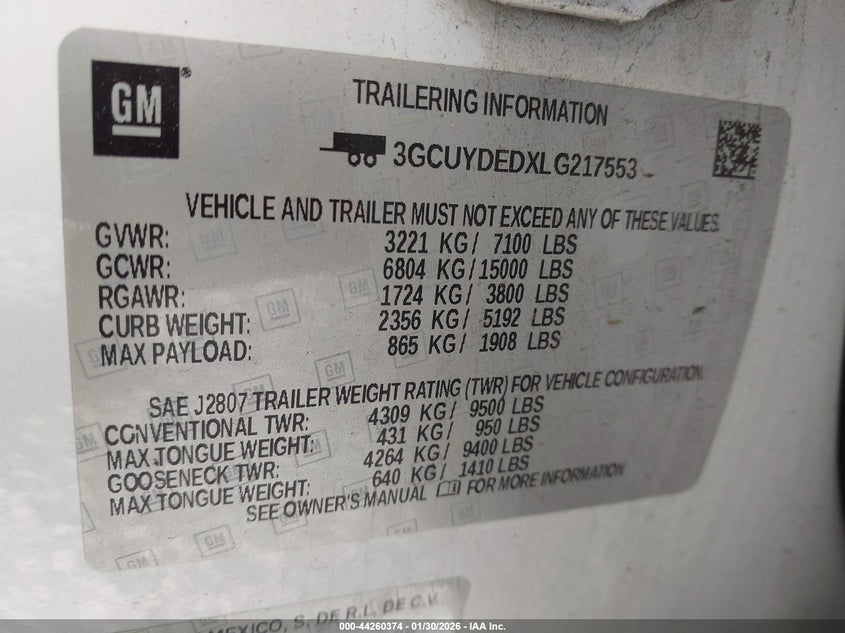 GM®
TRAILERING INFORMATION
3GCUYDEDXLG217553
VEHICLE AND TRAILER MUST NOT EXCEED ANY OF THESE VALUES.
GVWR: 3221 KG/ 7100 LBS
GCWR: 6804 KG/15000 LBS
RGAWR: 1724 KG/ 3800 LBS
CURB WEIGHT: 2356 KG/ 5192 LBS
MAX PAYLOAD: 865 KG/ 1908 LBS
SAE J2807 TRAILER WEIGHT RATING (TWR) FOR VEHICLE CONFIGURATION.
CONVENTIONAL TWR: 4309 KG/ 9500 LBS
MAX TONGUE WEIGHT: 431 KG/ 950 LBS
GOOSENECK TWR: 4264 KG/ 9400 LBS
MAX TONGUE WEIGHT: 640 KG/ 1410 LBS
SEE OWNER'S MANUAL FOR MORE INFORMATION
MEXICO, S. DE R.L. DE C.V.
000-44260374 - 01/30/2026 - IAA Inc.